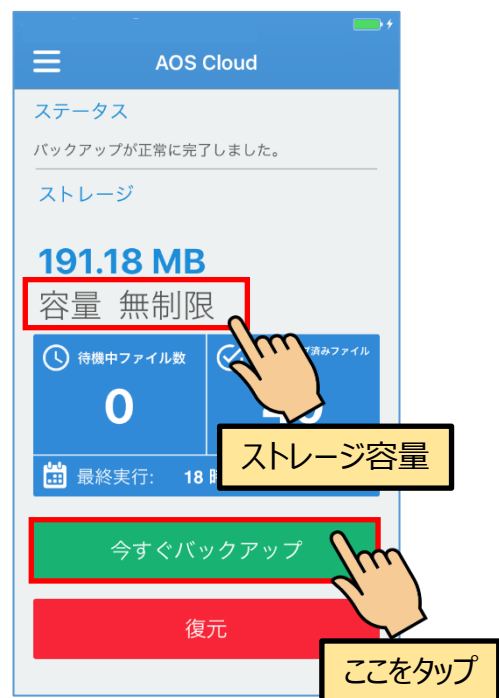 AOS Cloud
ステータス
バックアップが正常に完了しました。
ストレージ
191.18 MB
容量 無制限
待機中ファイル数
済みファイル
0
最終実行: 18
ストレージ容量
今すぐバックアップ
復元
ここをタップ